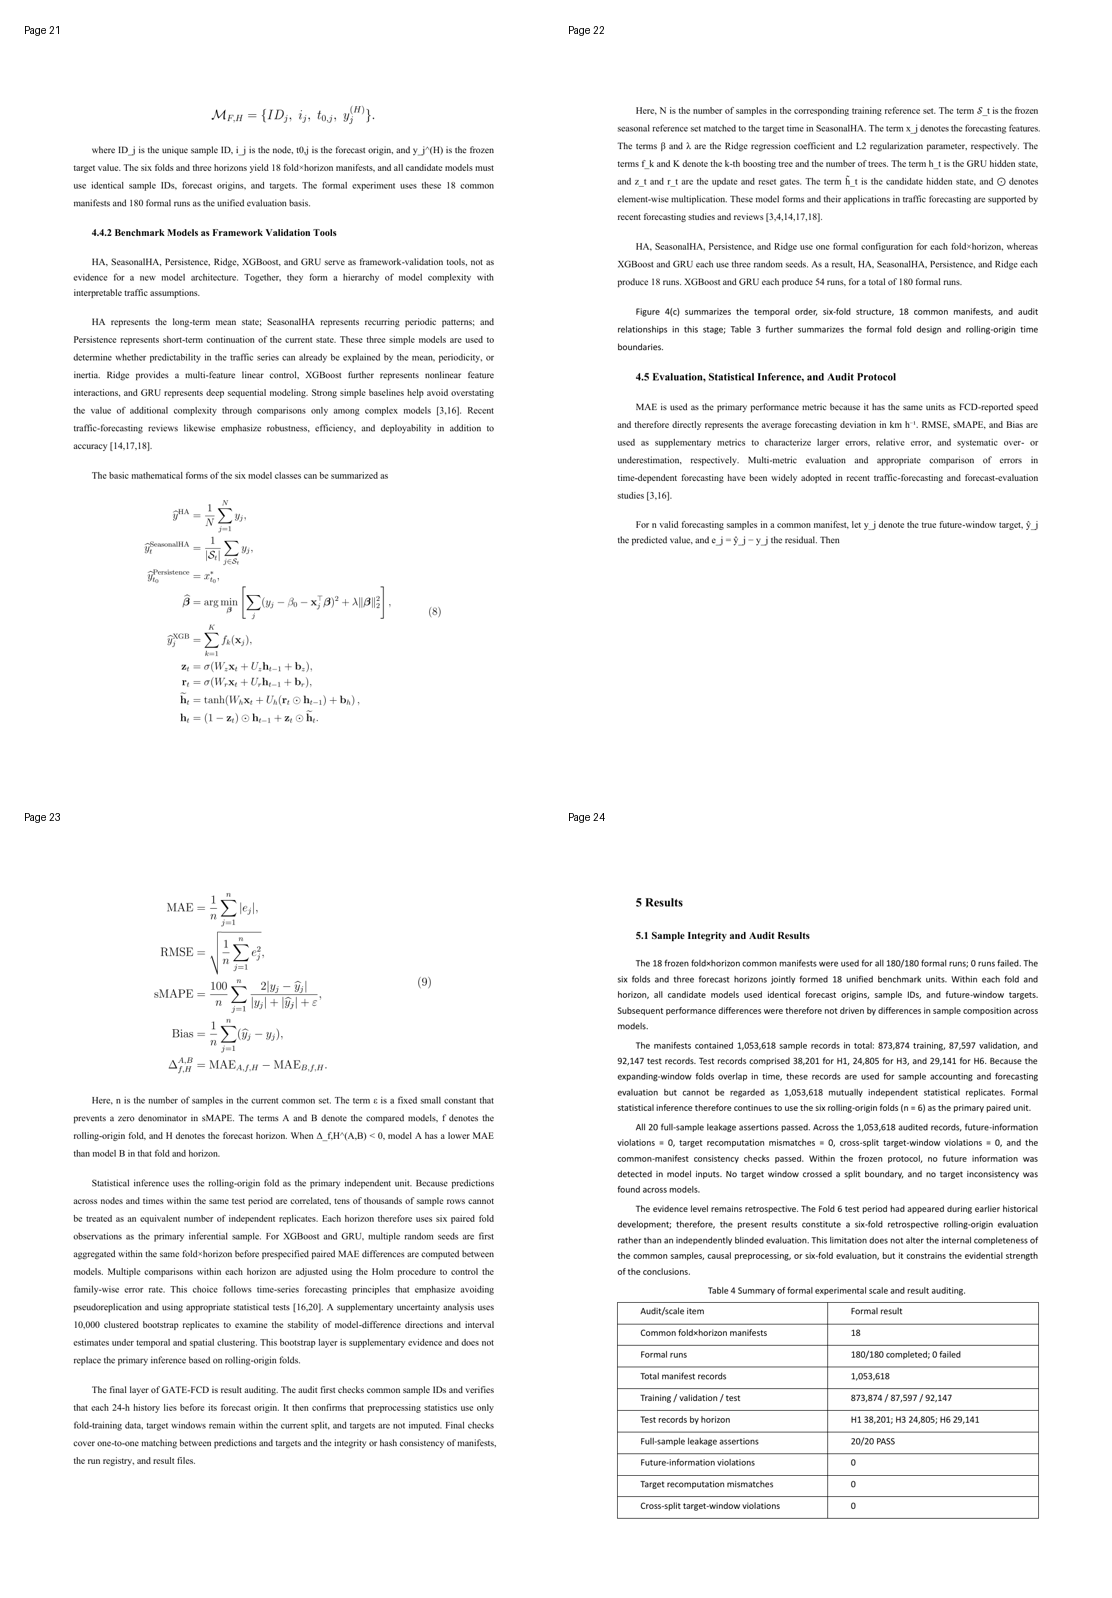 Page 21
M_{F,H} = {ID_j, i_j, t_{0,j}, y_j^{(H)}}.
where ID_j is the unique sample ID, i_j is the node, t0,j is the forecast origin, and y_j^(H) is the frozen
target value. The six folds and three horizons yield 18 fold×horizon manifests, and all candidate models must
use identical sample IDs, forecast origins, and targets. The formal experiment uses these 18 common
manifests and 180 formal runs as the unified evaluation basis.
4.4.2 Benchmark Models as Framework Validation Tools
HA, SeasonalHA, Persistence, Ridge, XGBoost, and GRU serve as framework-validation tools, not as
evidence for a new model architecture. Together, they form a hierarchy of model complexity with
interpretable traffic assumptions.
HA represents the long-term mean state; SeasonalHA represents recurring periodic patterns; and
Persistence represents short-term continuation of the current state. These three simple models are used to
determine whether predictability in the traffic series can already be explained by the mean, periodicity, or
inertia. Ridge provides a multi-feature linear control, XGBoost further represents nonlinear feature
interactions, and GRU represents deep sequential modeling. Strong simple baselines help avoid overstating
the value of additional complexity through comparisons only among complex models [3,16]. Recent
traffic-forecasting reviews likewise emphasize robustness, efficiency, and deployability in addition to
accuracy [14,17,18].
The basic mathematical forms of the six model classes can be summarized as
ŷ^{HA} = \frac{1}{N} \sum_{j=1}^{N} y_j,
ŷ_t^{SeasonalHA} = \frac{1}{|S_t|} \sum_{j∈S_t} y_j,
ŷ_{t_0}^{Persistence} = x^*_{t_0},
β̂ = arg min_β [ \sum_j (y_j − β_0 − x_j^⊤ β)^2 + λ‖β‖_2^2 ], (8)
ŷ_j^{XGB} = \sum_{k=1}^{K} f_k(x_j),
z_t = σ(W_z x_t + U_z h_{t−1} + b_z),
r_t = σ(W_r x_t + U_r h_{t−1} + b_r),
h̃_t = tanh(W_h x_t + U_h(r_t ⊙ h_{t−1}) + b_h),
h_t = (1 − z_t) ⊙ h_{t−1} + z_t ⊙ h̃_t.
Page 22
Here, N is the number of samples in the corresponding training reference set. The term 𝒮_t is the frozen
seasonal reference set matched to the target time in SeasonalHA. The term x_j denotes the forecasting features.
The terms β and λ are the Ridge regression coefficient and L2 regularization parameter, respectively. The
terms f_k and K denote the k-th boosting tree and the number of trees. The term h_t is the GRU hidden state,
and z_t and r_t are the update and reset gates. The term h̃_t is the candidate hidden state, and ⊙ denotes
element-wise multiplication. These model forms and their applications in traffic forecasting are supported by
recent forecasting studies and reviews [3,4,14,17,18].
HA, SeasonalHA, Persistence, and Ridge use one formal configuration for each fold×horizon, whereas
XGBoost and GRU each use three random seeds. As a result, HA, SeasonalHA, Persistence, and Ridge each
produce 18 runs. XGBoost and GRU each produce 54 runs, for a total of 180 formal runs.
Figure 4(c) summarizes the temporal order, six-fold structure, 18 common manifests, and audit
relationships in this stage; Table 3 further summarizes the formal fold design and rolling-origin time
boundaries.
4.5 Evaluation, Statistical Inference, and Audit Protocol
MAE is used as the primary performance metric because it has the same units as FCD-reported speed
and therefore directly represents the average forecasting deviation in km h⁻¹. RMSE, sMAPE, and Bias are
used as supplementary metrics to characterize larger errors, relative error, and systematic over- or
underestimation, respectively. Multi-metric evaluation and appropriate comparison of errors in
time-dependent forecasting have been widely adopted in recent traffic-forecasting and forecast-evaluation
studies [3,16].
For n valid forecasting samples in a common manifest, let y_j denote the true future-window target, ŷ_j
the predicted value, and e_j = ŷ_j − y_j the residual. Then
Page 23
MAE = \frac{1}{n} \sum_{j=1}^{n} |e_j|,
RMSE = \sqrt{\frac{1}{n} \sum_{j=1}^{n} e_j^2},
sMAPE = \frac{100}{n} \sum_{j=1}^{n} \frac{2|y_j − ŷ_j|}{|y_j| + |ŷ_j| + ε}, (9)
Bias = \frac{1}{n} \sum_{j=1}^{n} (ŷ_j − y_j),
Δ_{f,H}^{A,B} = MAE_{A,f,H} − MAE_{B,f,H}.
Here, n is the number of samples in the current common set. The term ε is a fixed small constant that
prevents a zero denominator in sMAPE. The terms A and B denote the compared models, f denotes the
rolling-origin fold, and H denotes the forecast horizon. When Δ_f,H^(A,B) < 0, model A has a lower MAE
than model B in that fold and horizon.
Statistical inference uses the rolling-origin fold as the primary independent unit. Because predictions
across nodes and times within the same test period are correlated, tens of thousands of sample rows cannot
be treated as an equivalent number of independent replicates. Each horizon therefore uses six paired fold
observations as the primary inferential sample. For XGBoost and GRU, multiple random seeds are first
aggregated within the same fold×horizon before prespecified paired MAE differences are computed between
models. Multiple comparisons within each horizon are adjusted using the Holm procedure to control the
family-wise error rate. This choice follows time-series forecasting principles that emphasize avoiding
pseudoreplication and using appropriate statistical tests [16,20]. A supplementary uncertainty analysis uses
10,000 clustered bootstrap replicates to examine the stability of model-difference directions and interval
estimates under temporal and spatial clustering. This bootstrap layer is supplementary evidence and does not
replace the primary inference based on rolling-origin folds.
The final layer of GATE-FCD is result auditing. The audit first checks common sample IDs and verifies
that each 24-h history lies before its forecast origin. It then confirms that preprocessing statistics use only
fold-training data, target windows remain within the current split, and targets are not imputed. Final checks
cover one-to-one matching between predictions and targets and the integrity or hash consistency of manifests,
the run registry, and result files.
Page 24
5 Results
5.1 Sample Integrity and Audit Results
The 18 frozen fold×horizon common manifests were used for all 180/180 formal runs; 0 runs failed. The
six folds and three forecast horizons jointly formed 18 unified benchmark units. Within each fold and
horizon, all candidate models used identical forecast origins, sample IDs, and future-window targets.
Subsequent performance differences were therefore not driven by differences in sample composition across
models.
The manifests contained 1,053,618 sample records in total: 873,874 training, 87,597 validation, and
92,147 test records. Test records comprised 38,201 for H1, 24,805 for H3, and 29,141 for H6. Because the
expanding-window folds overlap in time, these records are used for sample accounting and forecasting
evaluation but cannot be regarded as 1,053,618 mutually independent statistical replicates. Formal
statistical inference therefore continues to use the six rolling-origin folds (n = 6) as the primary paired unit.
All 20 full-sample leakage assertions passed. Across the 1,053,618 audited records, future-information
violations = 0, target recomputation mismatches = 0, cross-split target-window violations = 0, and the
common-manifest consistency checks passed. Within the frozen protocol, no future information was
detected in model inputs. No target window crossed a split boundary, and no target inconsistency was
found across models.
The evidence level remains retrospective. The Fold 6 test period had appeared during earlier historical
development; therefore, the present results constitute a six-fold retrospective rolling-origin evaluation
rather than an independently blinded evaluation. This limitation does not alter the internal completeness of
the common samples, causal preprocessing, or six-fold evaluation, but it constrains the evidential strength
of the conclusions.
Table 4 Summary of formal experimental scale and result auditing.
Audit/scale item Formal result
Common fold×horizon manifests 18
Formal runs 180/180 completed; 0 failed
Total manifest records 1,053,618
Training / validation / test 873,874 / 87,597 / 92,147
Test records by horizon H1 38,201; H3 24,805; H6 29,141
Full-sample leakage assertions 20/20 PASS
Future-information violations 0
Target recomputation mismatches 0
Cross-split target-window violations 0